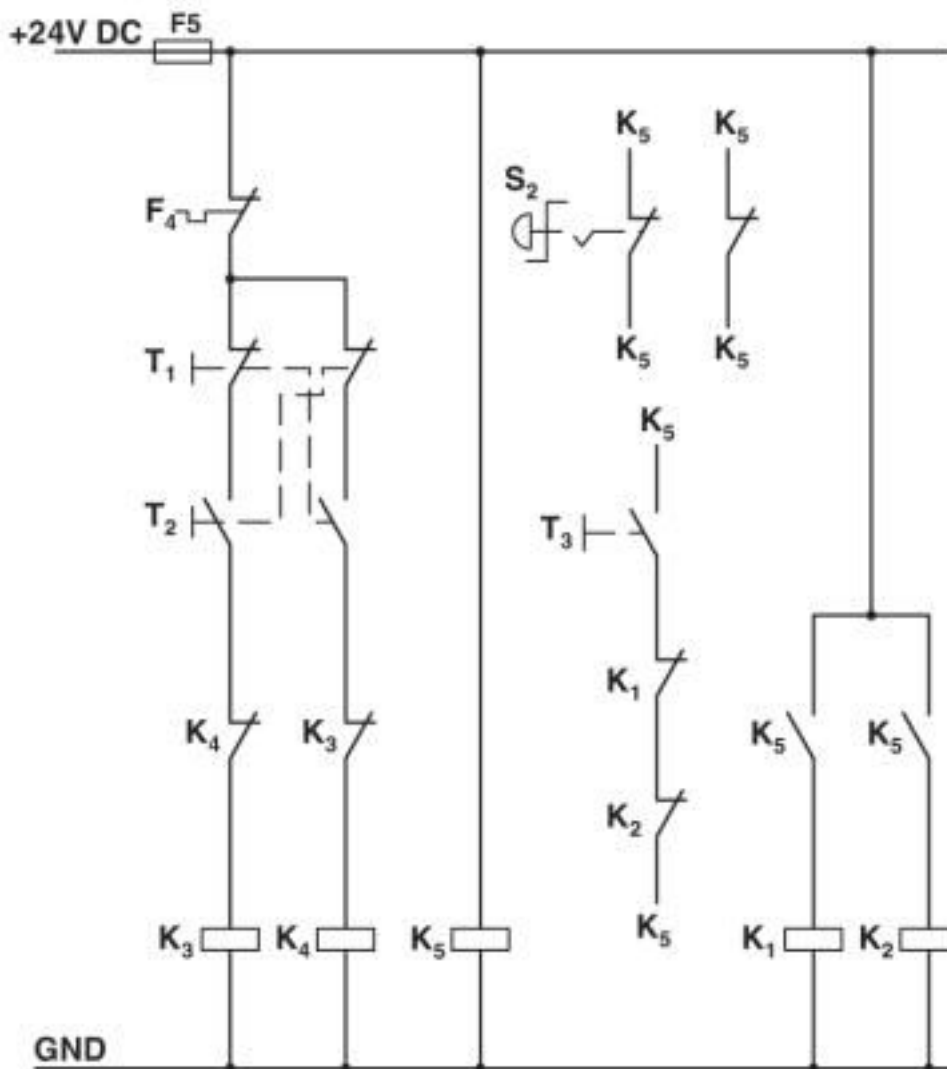 +24V DC
F5
K₅ K₅
S₂
F₄
K₅ K₅
T₁
K₅
T₂
T₃
K₁
K₄ K₃ K₅ K₅
K₂
K₅
K₃ K₄ K₅ K₁ K₂
GND